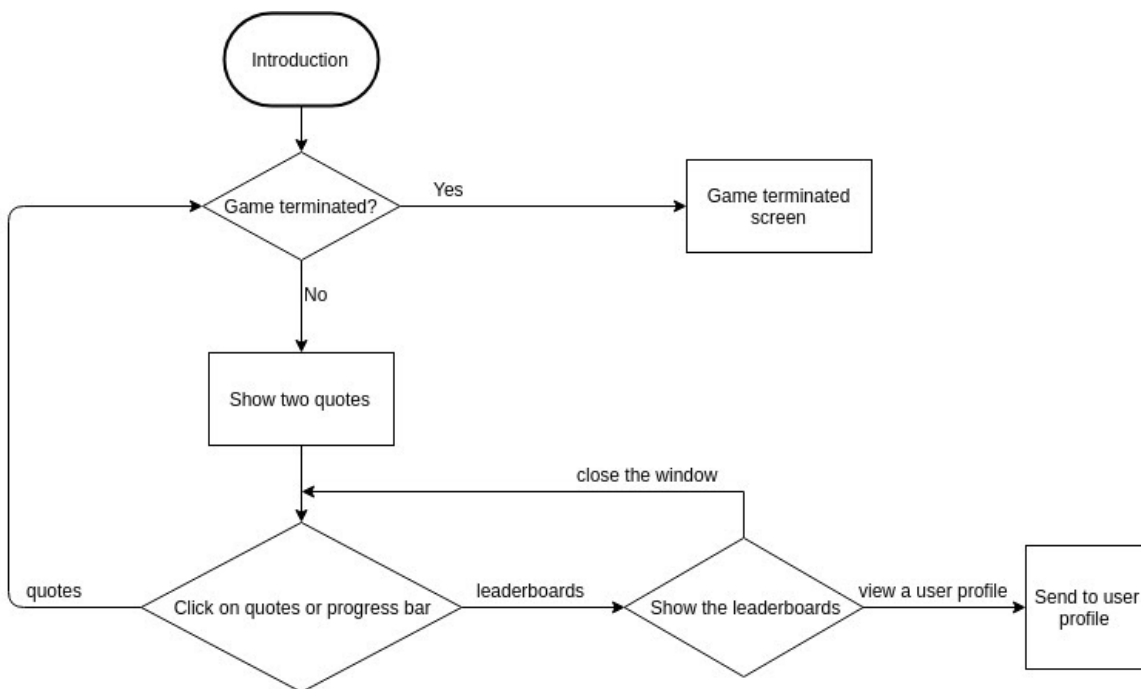 Introduction
Game terminated?
Yes
Game terminated
screen
No
Show two quotes
close the window
quotes
Click on quotes or progress bar
leaderboards
Show the leaderboards
view a user profile
Send to user
profile